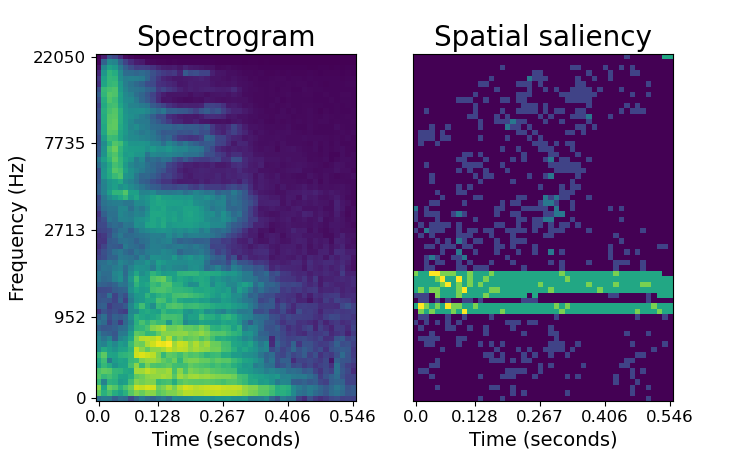 Spectrogram
Spatial saliency
Frequency (Hz)
22050
7735
2713
952
0
0.0 0.128 0.267 0.406 0.546
0.0 0.128 0.267 0.406 0.546
Time (seconds)
Time (seconds)